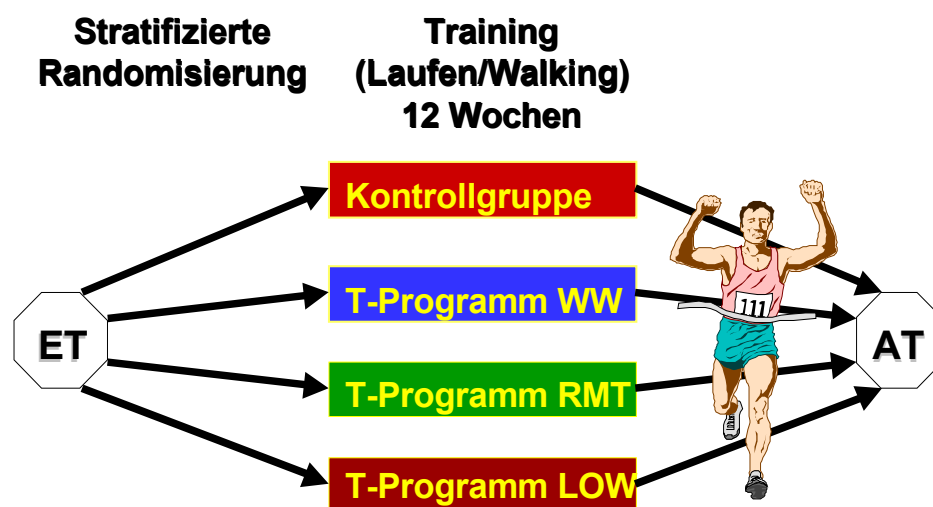 Stratifizierte
Randomisierung
Training
(Laufen/Walking)
12 Wochen
Kontrollgruppe
T-Programm WW
111
ET
AT
T-Programm RMT
T-Programm LOW